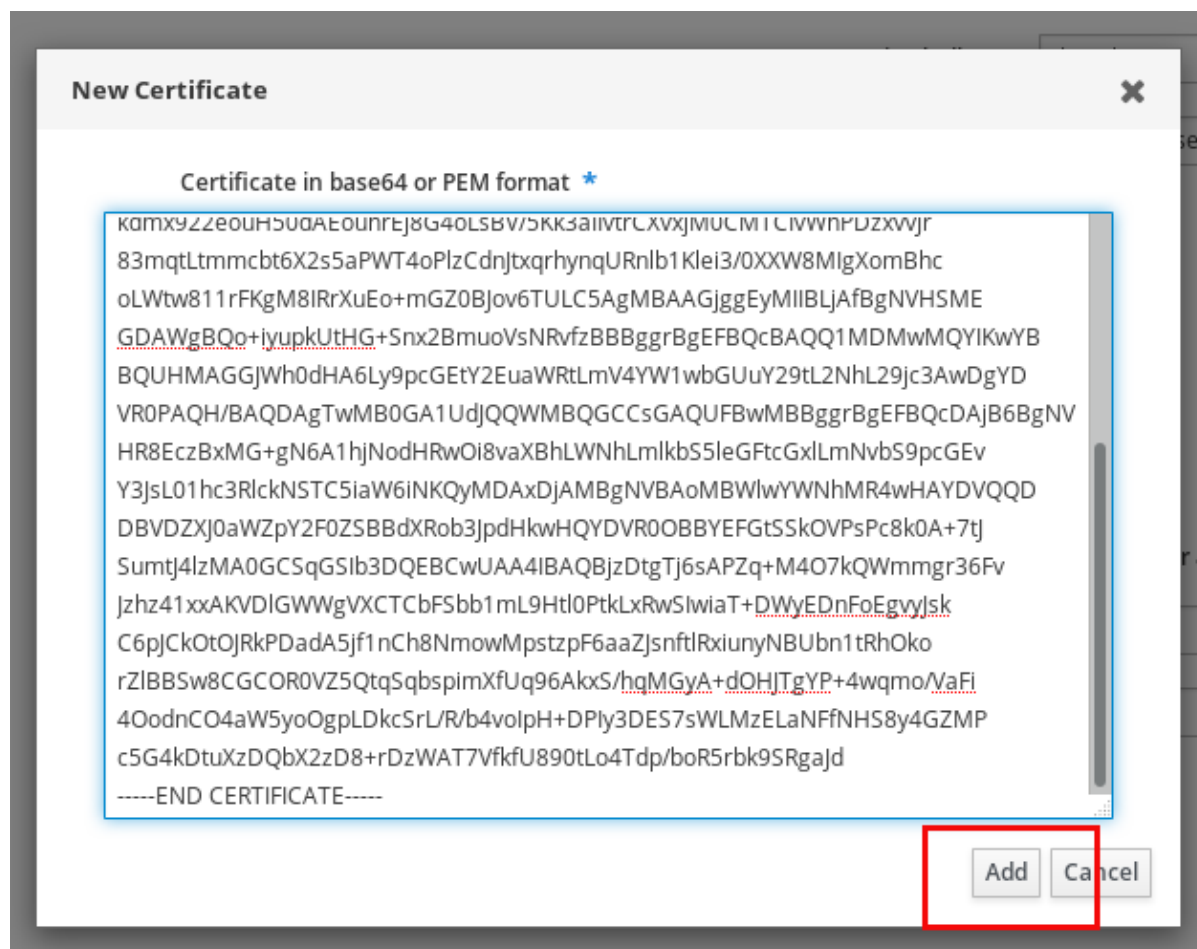 New Certificate
Certificate in base64 or PEM format *
83mqtLtmmcbt6X2s5aPWT4oPlzCdnJtxqrhynqURnlb1Klei3/0XXW8MIgXomBhc
oLWtw811rFKgM8lRrXuEo+mGZ0BJov6TULC5AgMBAAGjggEyMIIBLjAfBgNVHSME
GDAWgBQo+iyupkUtHG+Snx2BmuoVsNRvfzBBBggrBgEFBQcBAQQ1MDMwMQYIKwYB
BQUHMAGGJWh0dHA6Ly9pcGEtY2EuaWRtLmV4YW1wbGUuY29tL2NhL29jc3AwDgYD
VR0PAQH/BAQDAgTwMB0GA1UdJQQWMBQGCCsGAQUFBwMBBggrBgEFBQcDAjB6BgNV
HR8EczBxMG+gN6A1hjNodHRwOi8vaXBhLWNhLmlkbS5leGFtcGxlLmNvbS9pcGEv
Y3JsL01hc3RlckNSTC5iaW6iNKQyMDAxDjAMBgNVBAoMBWlwYWNhMR4wHAYDVQQD
DBVDZXJ0aWZpY2F0ZSBBdXRob3JpdHkwHQYDVR0OBBYEFGtSSkOVPsPc8k0A+7tJ
SumtJ4lzMA0GCSqGSIb3DQEBCwUAA4IBAQBjzDtgTj6sAPZq+M4O7kQWmmgr36Fv
Jzhz41xxAKVDlGWWgVXCTCbFSbb1mL9Htl0PtkLxRwSIwiaT+DWyEDnFoEgvyJsk
C6pJCkOtOJRkPDadA5jf1nCh8NmowMpstzpF6aaZJsnftlRxiunyNBUbn1tRhOko
rZlBBSw8CGCOR0VZ5QtqSqbspimXfUq96AkxS/hqMGyA+dOHJTgYP+4wqmo/VaFi
4OodnCO4aW5yoOgpLDkcSrL/R/b4voIpH+DPIy3DES7sWLMzELaNFfNHS8y4GZMP
c5G4kDtuXzDQbX2zD8+rDzWAT7VfkfU890tLo4Tdp/boR5rbk9SRgaJd
-----END CERTIFICATE-----
Add Cancel